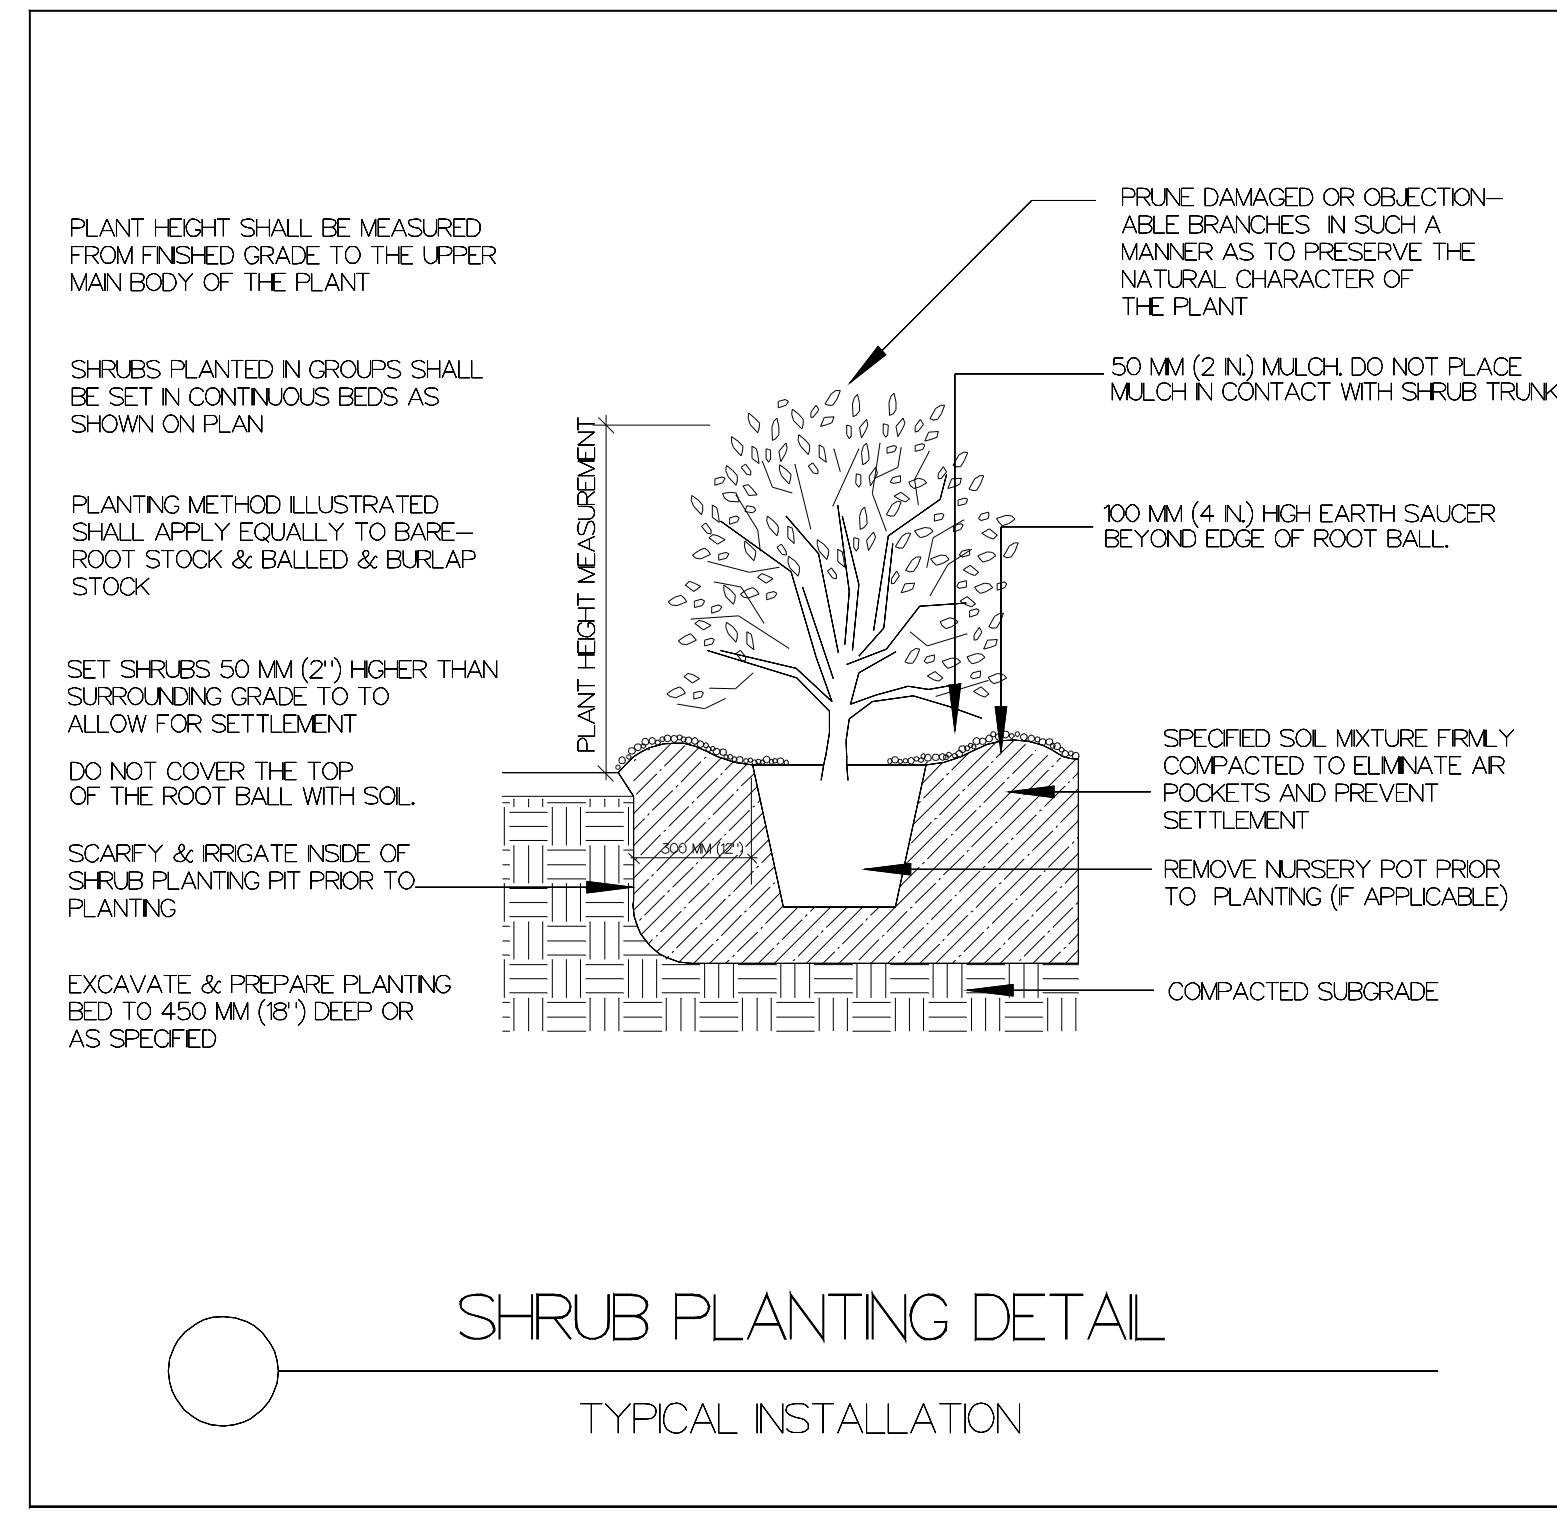 PLANT HEIGHT SHALL BE MEASURED
FROM FINISHED GRADE TO THE UPPER
MAIN BODY OF THE PLANT
SHRUBS PLANTED IN GROUPS SHALL
BE SET IN CONTINUOUS BEDS AS
SHOWN ON PLAN
PLANTING METHOD ILLUSTRATED
SHALL APPLY EQUALLY TO BARE-
ROOT STOCK & BALLED & BURLAP
STOCK
SET SHRUBS 50 MM (2") HIGHER THAN
SURROUNDING GRADE TO TO
ALLOW FOR SETTLEMENT
DO NOT COVER THE TOP
OF THE ROOT BALL WITH SOIL.
SCARIFY & IRRIGATE INSIDE OF
SHRUB PLANTING PIT PRIOR TO
PLANTING
EXCAVATE & PREPARE PLANTING
BED TO 450 MM (18") DEEP OR
AS SPECIFIED
PLANT HEIGHT MEASUREMENT
300 MM (12")
PRUNE DAMAGED OR OBJECTION-
ABLE BRANCHES IN SUCH A
MANNER AS TO PRESERVE THE
NATURAL CHARACTER OF
THE PLANT
50 MM (2 IN.) MULCH. DO NOT PLACE
MULCH IN CONTACT WITH SHRUB TRUNK
100 MM (4 IN.) HIGH EARTH SAUCER
BEYOND EDGE OF ROOT BALL.
SPECIFIED SOIL MIXTURE FIRMLY
COMPACTED TO ELIMINATE AIR
POCKETS AND PREVENT
SETTLEMENT
REMOVE NURSERY POT PRIOR
TO PLANTING (IF APPLICABLE)
COMPACTED SUBGRADE
SHRUB PLANTING DETAIL
TYPICAL INSTALLATION